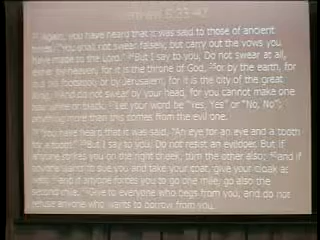 Matthew 5:33-42
33 "Again, you have heard that it was said to those of ancient
times, 'You shall not swear falsely, but carry out the vows you
have made to the Lord.' 34 But I say to you, Do not swear at all,
either by heaven, for it is the throne of God, 35 or by the earth, for
it is his footstool, or by Jerusalem, for it is the city of the great
King. 36 And do not swear by your head, for you cannot make one
hair white or black. 37 Let your word be "Yes, Yes" or "No, No";
anything more than this comes from the evil one.
38 "You have heard that it was said, "An eye for an eye and a tooth
for a tooth." 39 But I say to you, Do not resist an evildoer. But if
anyone strikes you on the right cheek, turn the other also; 40 and if
anyone wants to sue you and take your coat, give your cloak as
well; 41 and if anyone forces you to go one mile, go also the
second mile. 42 Give to everyone who begs from you, and do not
refuse anyone who wants to borrow from you.